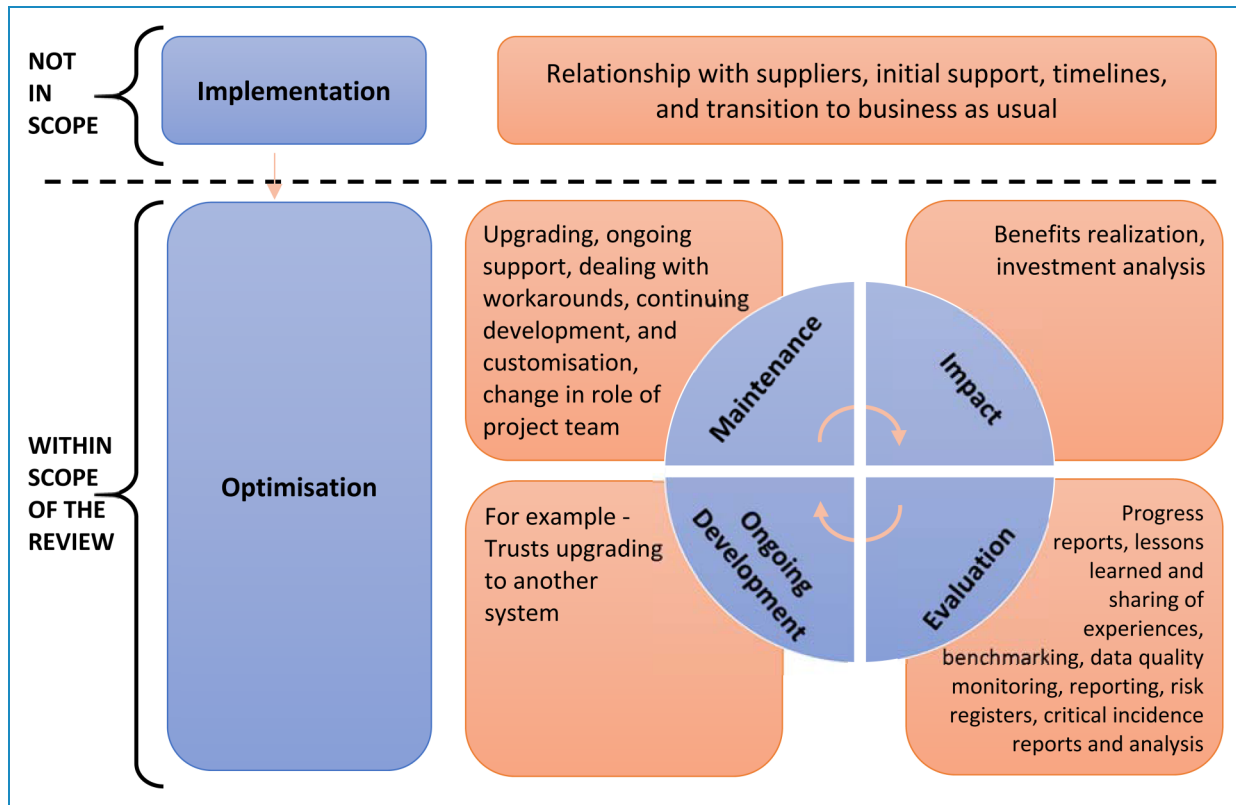 NOT
IN
SCOPE
Implementation
Relationship with suppliers, initial support, timelines,
and transition to business as usual
WITHIN
SCOPE
OF THE
REVIEW
Optimisation
Upgrading, ongoing
support, dealing with
workarounds, continuing
development, and
customisation,
change in role of
project team
Benefits realization,
investment analysis
Maintenance
Impact
For example -
Trusts upgrading
to another
system
Ongoing
Development
Evaluation
Progress
reports, lessons
learned and
sharing of
experiences,
benchmarking, data quality
monitoring, reporting, risk
registers, critical incidence
reports and analysis